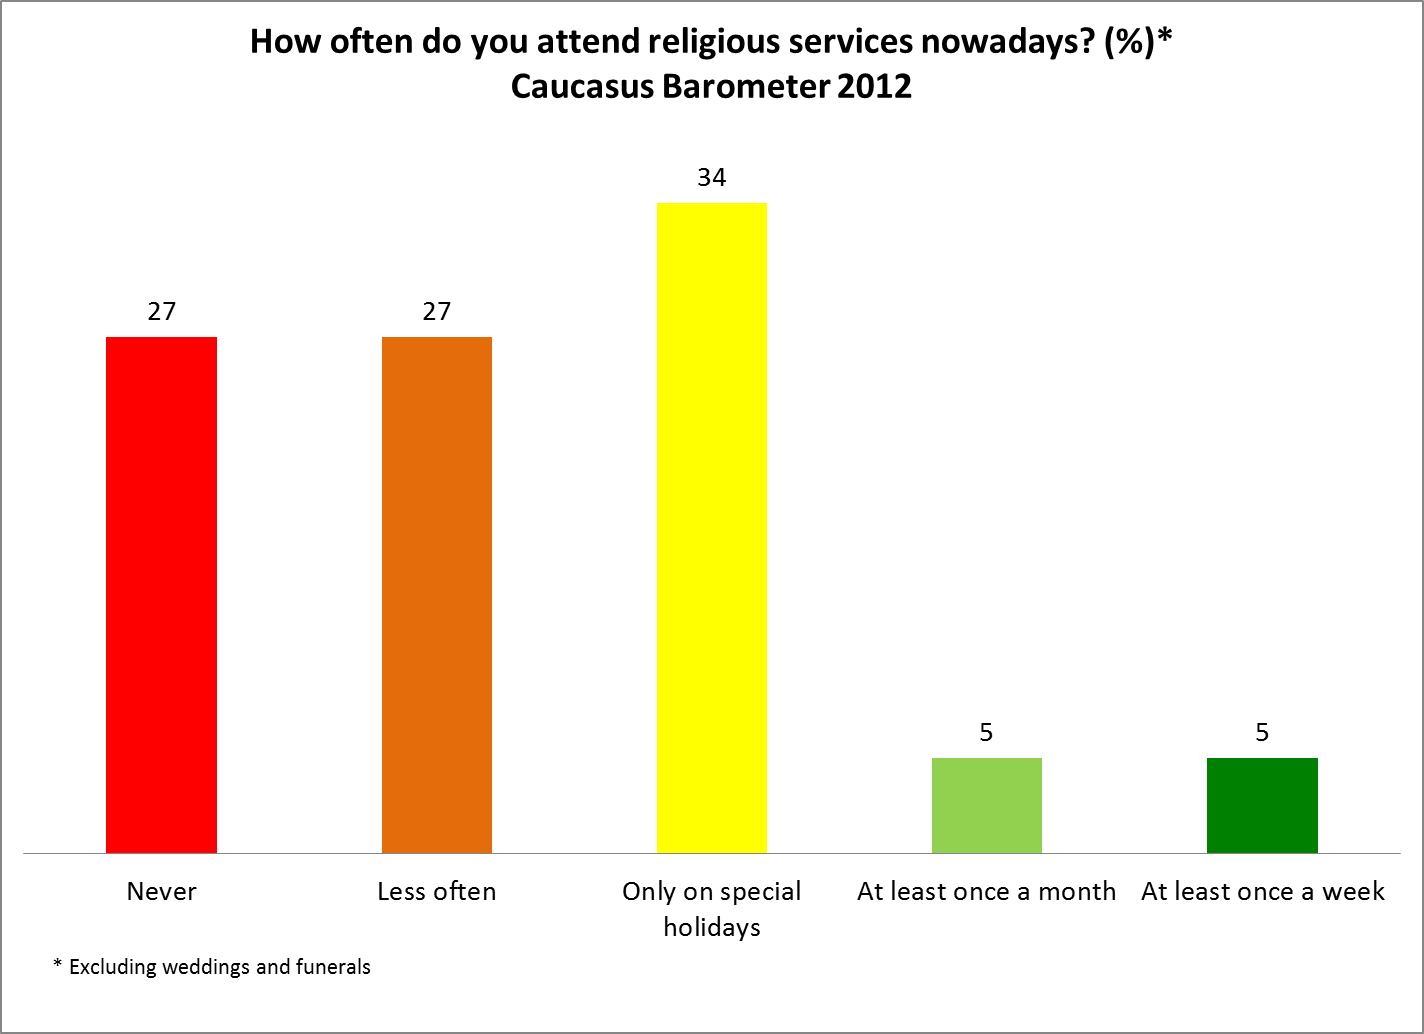 How often do you attend religious services nowadays? (%)*
Caucasus Barometer 2012
34
27
27
5
5
Never
Less often
Only on special
holidays
At least once a month
At least once a week
* Excluding weddings and funerals